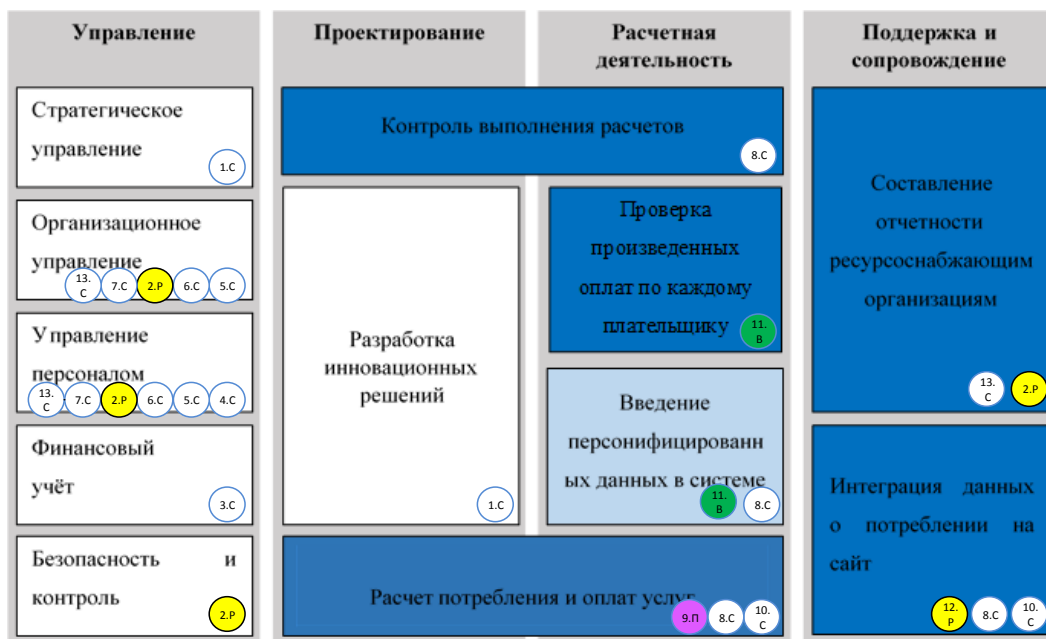 Управление
Стратегическое
управление
1.С
Организационное
управление
13.
С
7.С
2.Р
6.С
5.С
Управление
персоналом
13.
С
7.С
2.Р
6.С
5.С
4.С
Финансовый
учёт
3.С
Безопасность и
контроль
2.Р
Проектирование
Расчетная
деятельность
Контроль выполнения расчетов
8.С
Разработка
инновационных
решений
1.С
Проверка
произведенных
оплат по каждому
плательщику
11.
В
Введение
персонифицированн
ых данных в системе
11.
В
8.С
Расчет потребления и оплат услуг
9.П
8.С
10.
С
Поддержка и
сопровождение
Составление
отчетности
ресурсоснабжающим
организациям
13.
С
2.Р
Интеграция данных
о потреблении на
сайт
12.
Р
8.С
10.
С